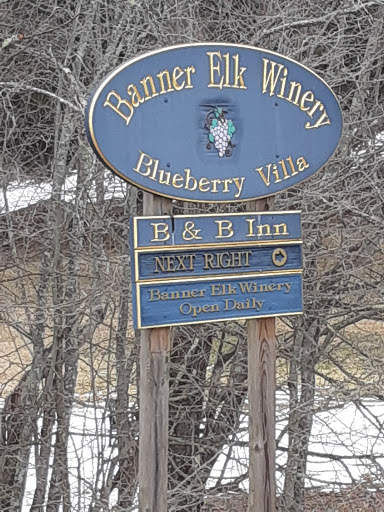 Banner Elk Winery
Blueberry Villa
B & B Inn
NEXT RIGHT
Banner Elk Winery
Open Daily